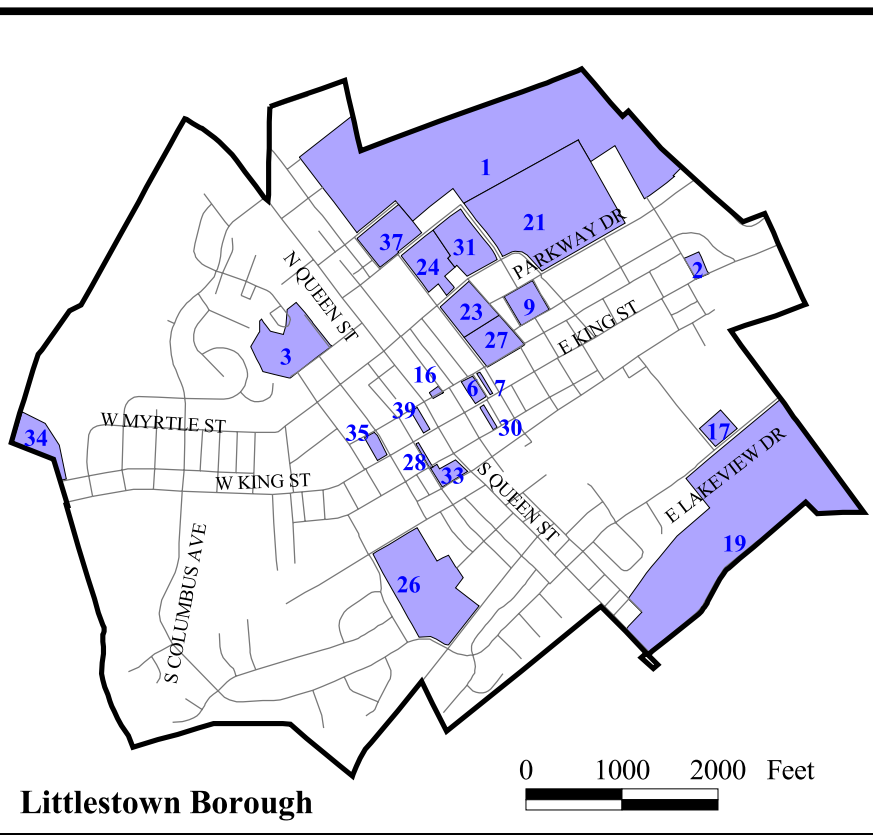 1
21
PARKWAY DR
37
31
24
2
N QUEEN ST
23
9
E KING ST
27
3
16
6
7
39
30
W MYRTLE ST
35
34
17
28
33
W KING ST
S QUEEN ST
E LAKEVIEW DR
19
26
S COLUMBUS AVE
0 1000 2000 Feet
Littlestown Borough